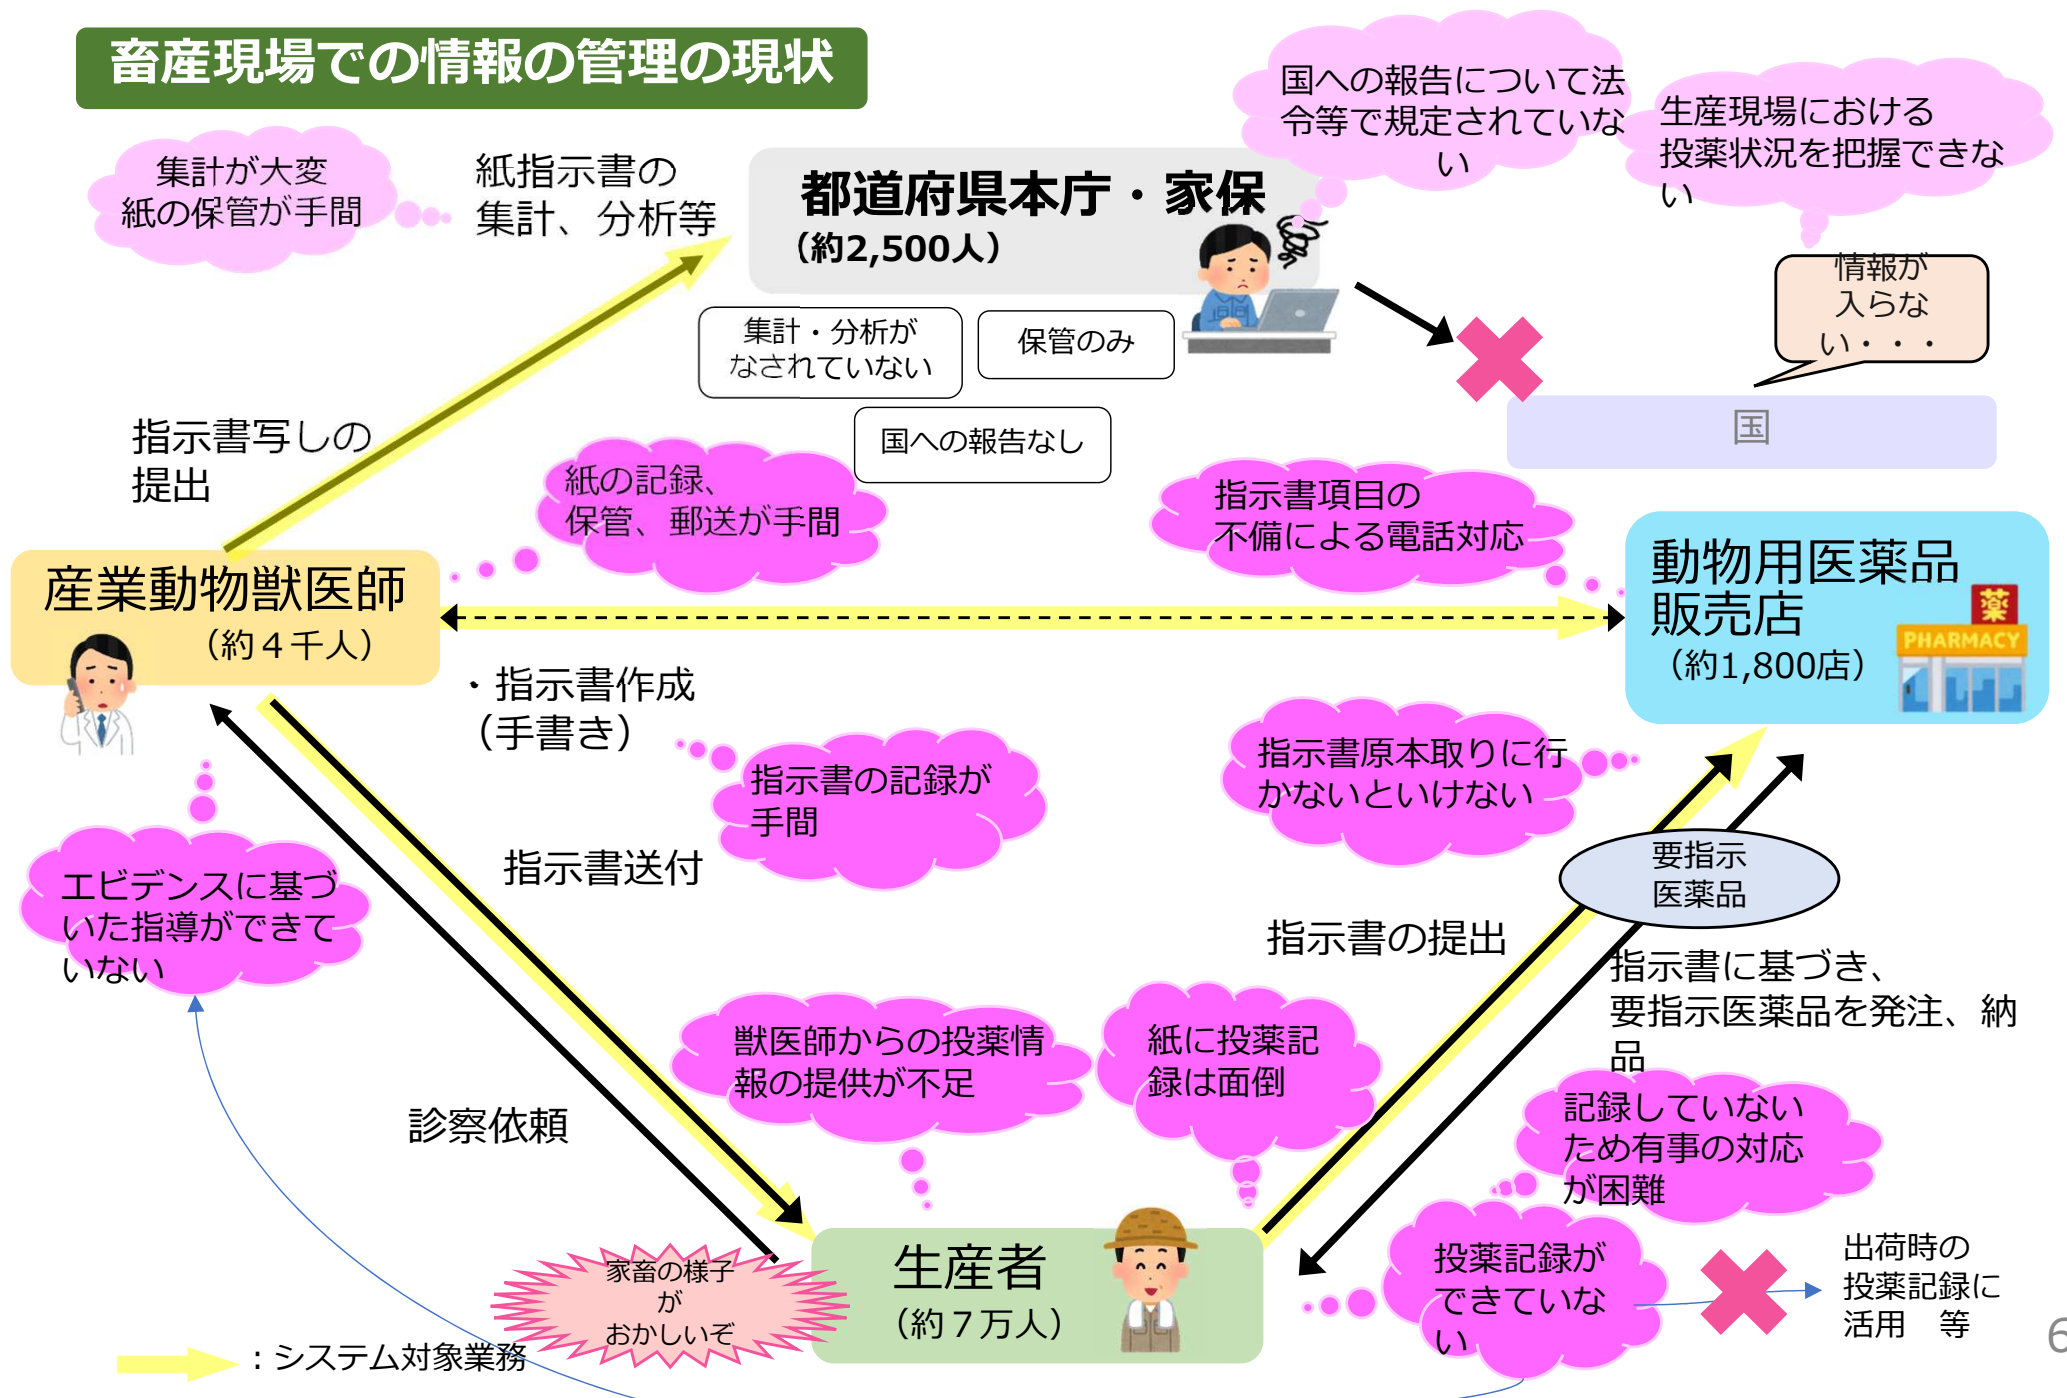 畜産現場での情報の管理の現状
国への報告について法
令等で規定されていな
い
生産現場における
投薬状況を把握できな
い
集計が大変
紙の保管が手間
紙指示書の
集計、分析等
都道府県本庁・家保
（約2,500人）
情報が
入らな
い・・・
集計・分析が
なされていない
保管のみ
国への報告なし
国
指示書写しの
提出
紙の記録、
保管、郵送が手間
指示書項目の
不備による電話対応
産業動物獣医師
（約４千人）
動物用医薬品
販売店
（約1,800店）
薬
PHARMACY
・指示書作成
（手書き）
指示書の記録が
手間
指示書原本取りに行
かないといけない
要指示
医薬品
エビデンスに基づ
いた指導ができて
いない
指示書送付
指示書の提出
指示書に基づき、
要指示医薬品を発注、納
品
獣医師からの投薬情
報の提供が不足
紙に投薬記
録は面倒
診察依頼
記録していない
ため有事の対応
が困難
家畜の様子
が
おかしいぞ
生産者
（約７万人）
投薬記録が
できていな
い
出荷時の
投薬記録に
活用　等
：システム対象業務
6